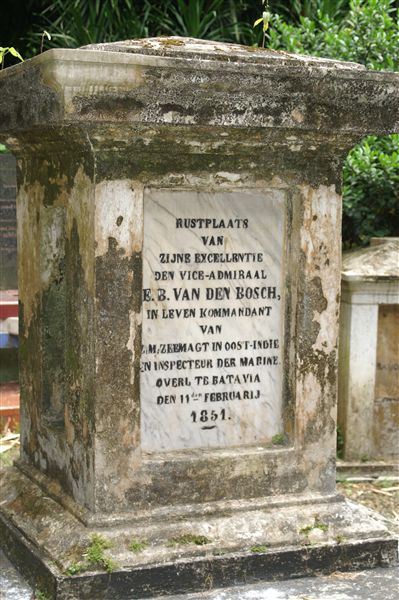 RUSTPLAATS
VAN
ZIJNE EXCELLENTIE
DEN VICE-ADMIRAAL
E. B. VAN DEN BOSCH,
IN LEVEN KOMMANDANT
VAN
Z.M. ZEEMAGT IN OOST-INDIE
EN INSPECTEUR DER MARINE.
OVERL. TE BATAVIA
DEN 11DEN FEBRUARIJ
1851.